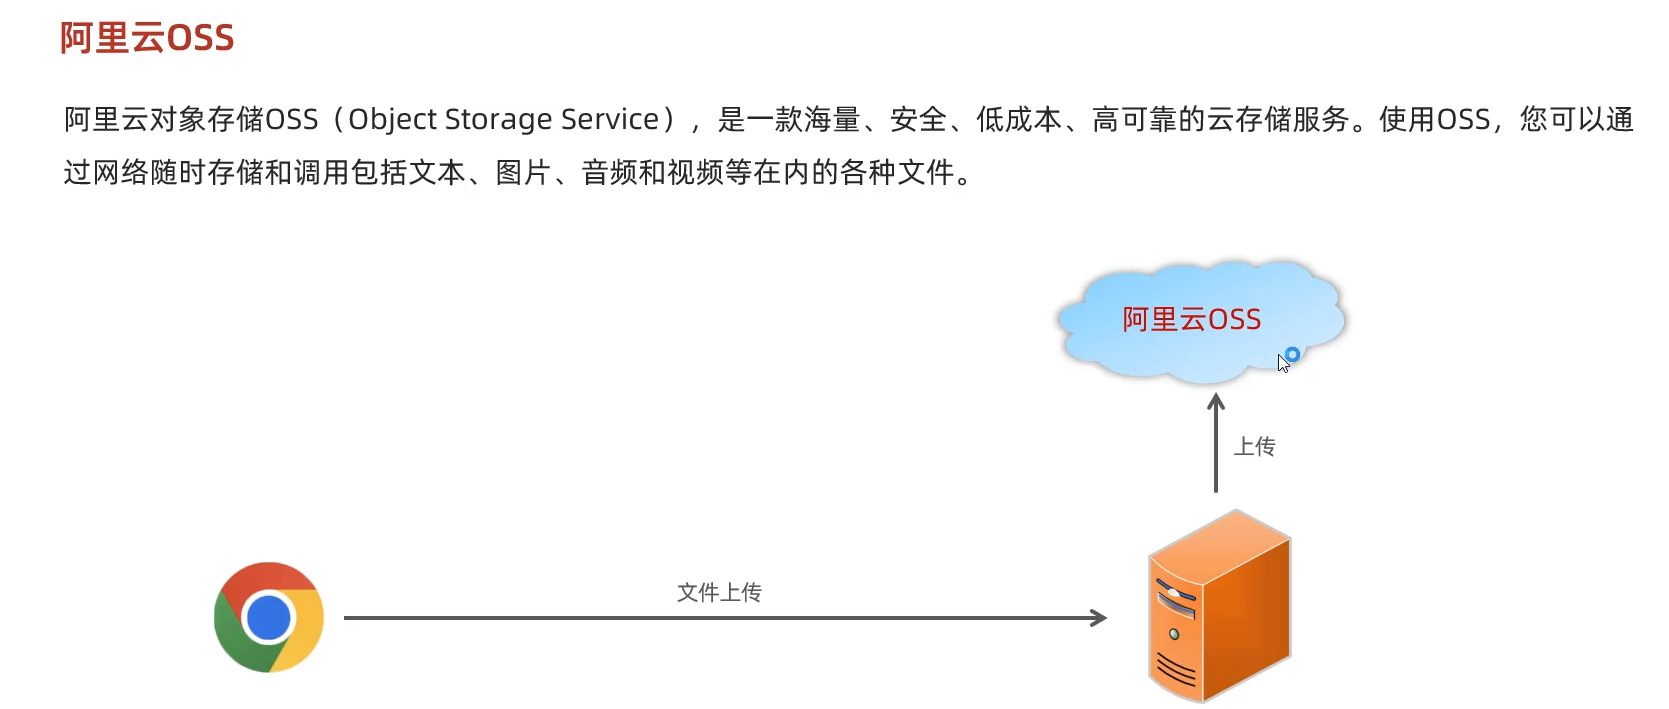 阿里云OSS
阿里云对象存储OSS（Object Storage Service），是一款海量、安全、低成本、高可靠的云存储服务。使用OSS，您可以通
过网络随时存储和调用包括文本、图片、音频和视频等在内的各种文件。
阿里云OSS
上传
文件上传